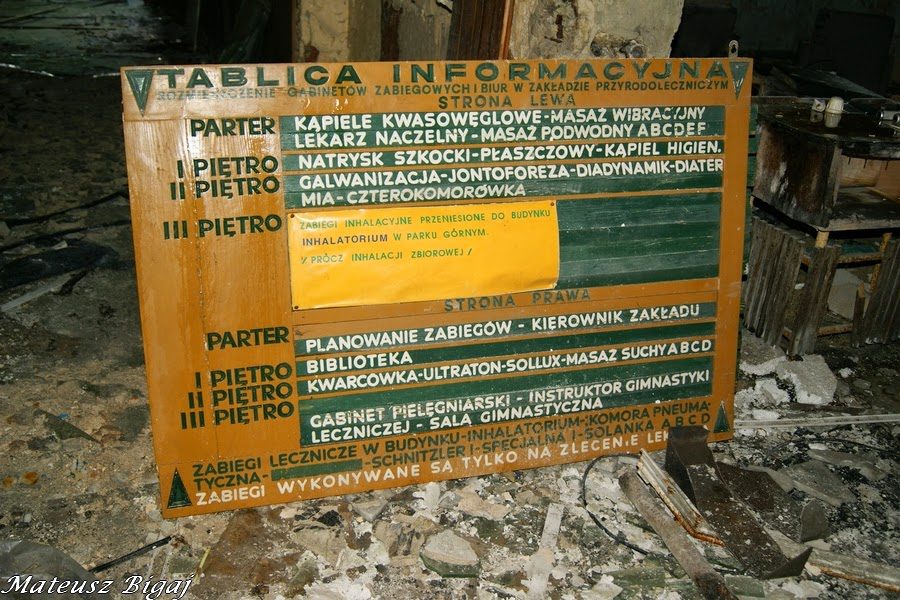 TABLICA INFORMACYJNA
ROZMIESZCZENIE GABINETÓW ZABIEGOWYCH I BIUR W ZAKŁADZIE PRZYRODOLECZNICZYM
STRONA LEWA
PARTER KĄPIELE KWASOWĘGLOWE-MASAŻ WIBRACYJNY
LEKARZ NACZELNY-MASAŻ PODWODNY ABCDEF
I PIĘTRO NATRYSK SZKOCKI-PŁASZCZOWY-KĄPIEL HIGIEN.
II PIĘTRO GALWANIZACJA-JONTOFOREZA-DIADYNAMIK-DIATER
MIA-CZTEROKOMORÓWKA
III PIĘTRO
ZABIEGI INHALACYJNE PRZENIESIONE DO BUDYNKU
INHALATORIUM W PARKU GÓRNYM.
/PRÓCZ INHALACJI ZBIOROWEJ/
STRONA PRAWA
PARTER PLANOWANIE ZABIEGÓW - KIEROWNIK ZAKŁADU
BIBLIOTEKA
I PIĘTRO KWARCÓWKA-ULTRATON-SOLLUX-MASAŻ SUCHY A B C D
II PIĘTRO
III PIĘTRO GABINET PIELĘGNIARSKI - INSTRUKTOR GIMNASTYKI
LECZNICZEJ - SALA GIMNASTYCZNA
ZABIEGI LECZNICZE W BUDYNKU-INHALATORIUM-KOMORA PNEUMA-
TYCZNA- -SCHNITZLER I SPECJALNA I SOLANKA A B C D
ZABIEGI WYKONYWANE SĄ TYLKO NA ZLECENIE
Mateusz Bigaj